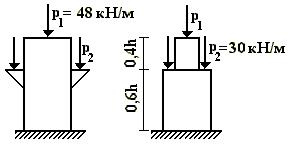 p₁= 48 кН/м
p₂
p₁
p₂=30 кН/м
0,4h
0,6h